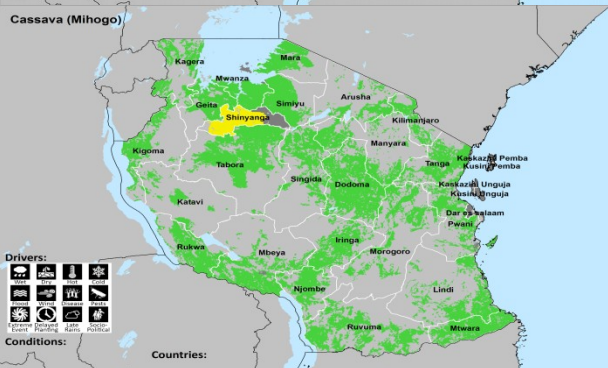 Cassava (Mihogo)
Kagera
Mara
Mwanza
Geita
Simiyu
Arusha
Shinyanga
Kilimanjaro
Manyara
Kigoma
Kaskazini Pemba
Tabora
Tanga
Kusini Pemba
Singida
Dodoma
Kaskazini Unguja
Kusini Unguja
Katavi
Dar es salaam
Pwani
Rukwa
Iringa
Mbeya
Morogoro
Njombe
Lindi
Ruvuma
Mtwara
Drivers:
Wet Dry Hot Cold
Flood Wind Disease Pests
Extreme Event Delayed Planting Late Rains Socio-Political
Conditions:
Countries: